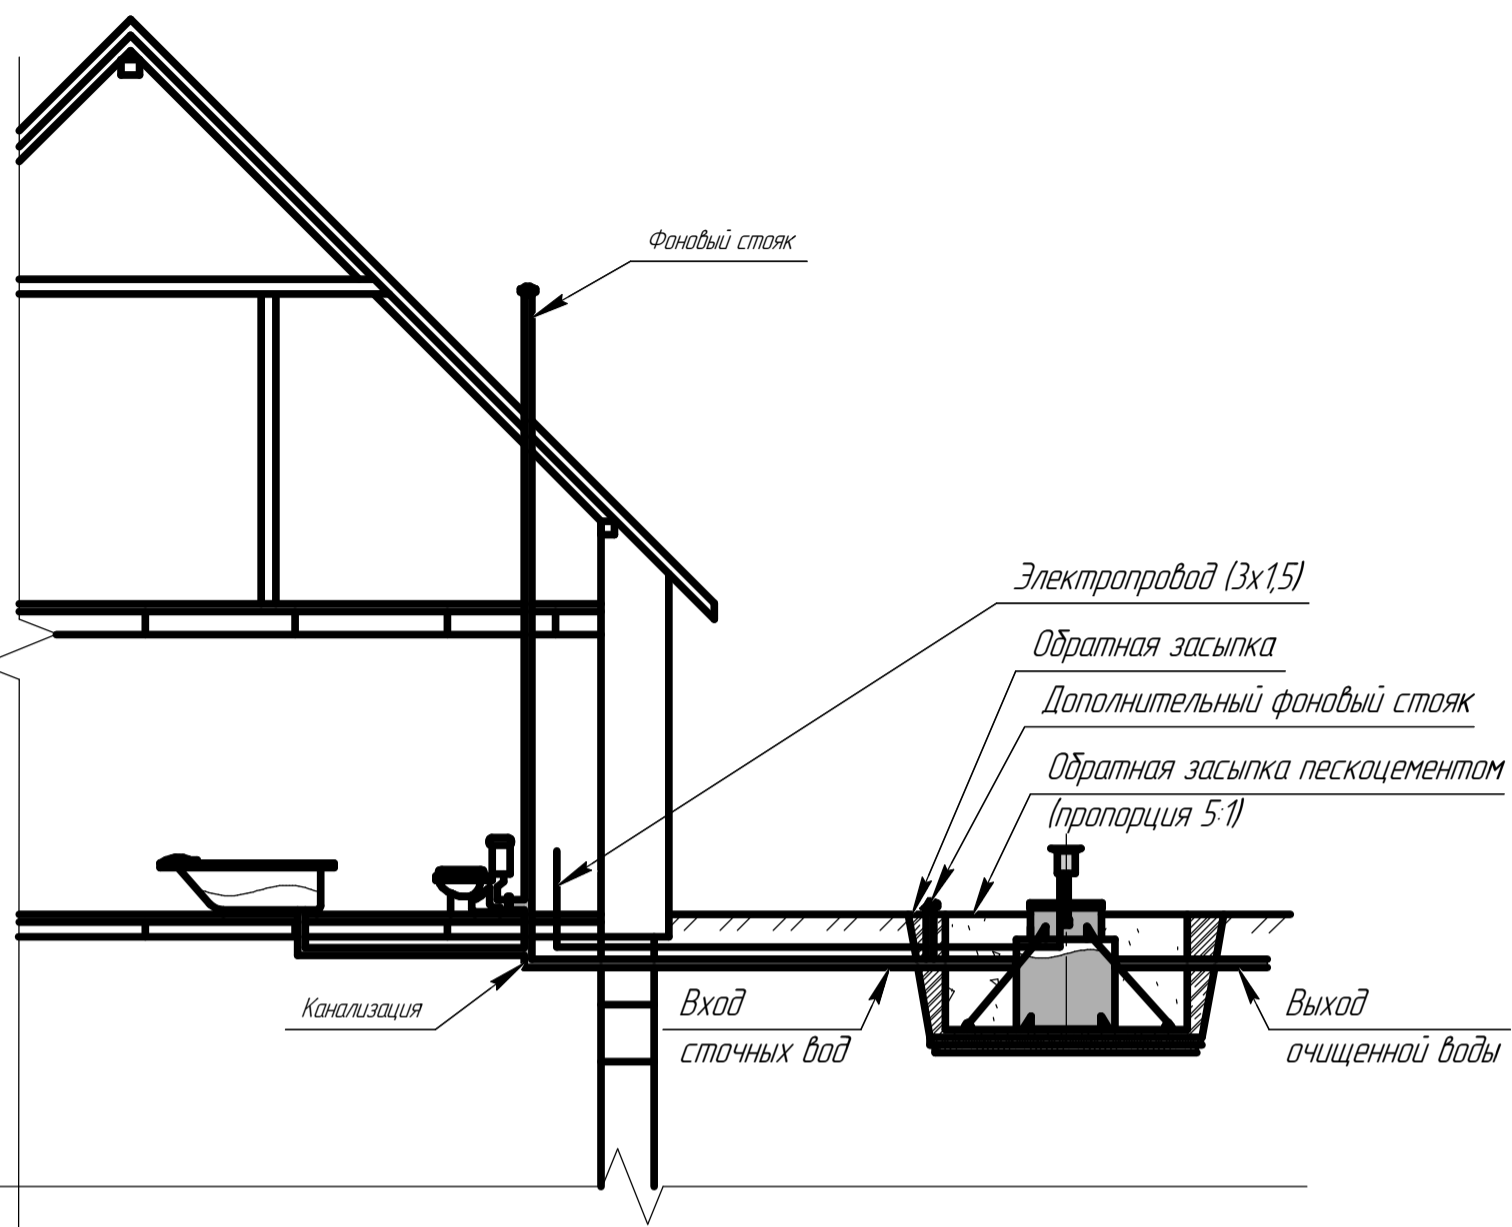 Фоновый стояк
Электропровод (3х1,5)
Обратная засыпка
Дополнительный фоновый стояк
Обратная засыпка пескоцементом
(пропорция 5:1)
Канализация
Вход
сточных вод
Выход
очищенной воды